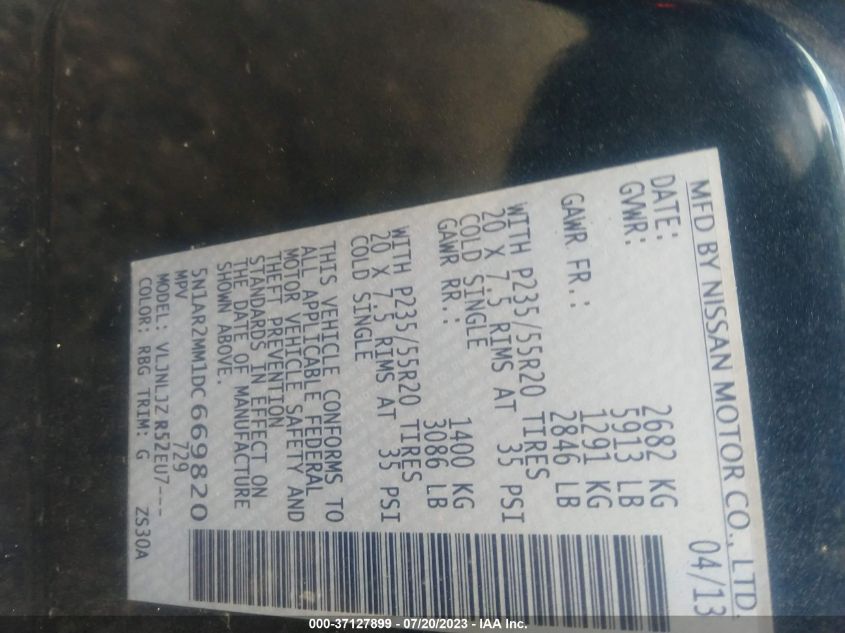 MFD BY NISSAN MOTOR CO., LTD.
DATE: 04/13
GVWR: 2682 KG
5913 LB
GAWR FR.: 1291 KG
2846 LB
WITH P235/55R20 TIRES
20 X 7.5 RIMS AT 35 PSI
COLD SINGLE
GAWR RR.: 1400 KG
3086 LB
WITH P235/55R20 TIRES
20 X 7.5 RIMS AT 35 PSI
COLD SINGLE
THIS VEHICLE CONFORMS TO
ALL APPLICABLE FEDERAL
MOTOR VEHICLE SAFETY AND
THEFT PREVENTION
STANDARDS IN EFFECT ON
THE DATE OF MANUFACTURE
SHOWN ABOVE.
5N1AR2MM1DC669820
MPV 729
MODEL: VLJNLJZ R52EU7---
COLOR: RBG TRIM: G ZS30A
000-37127899 - 07/20/2023 - IAA Inc.